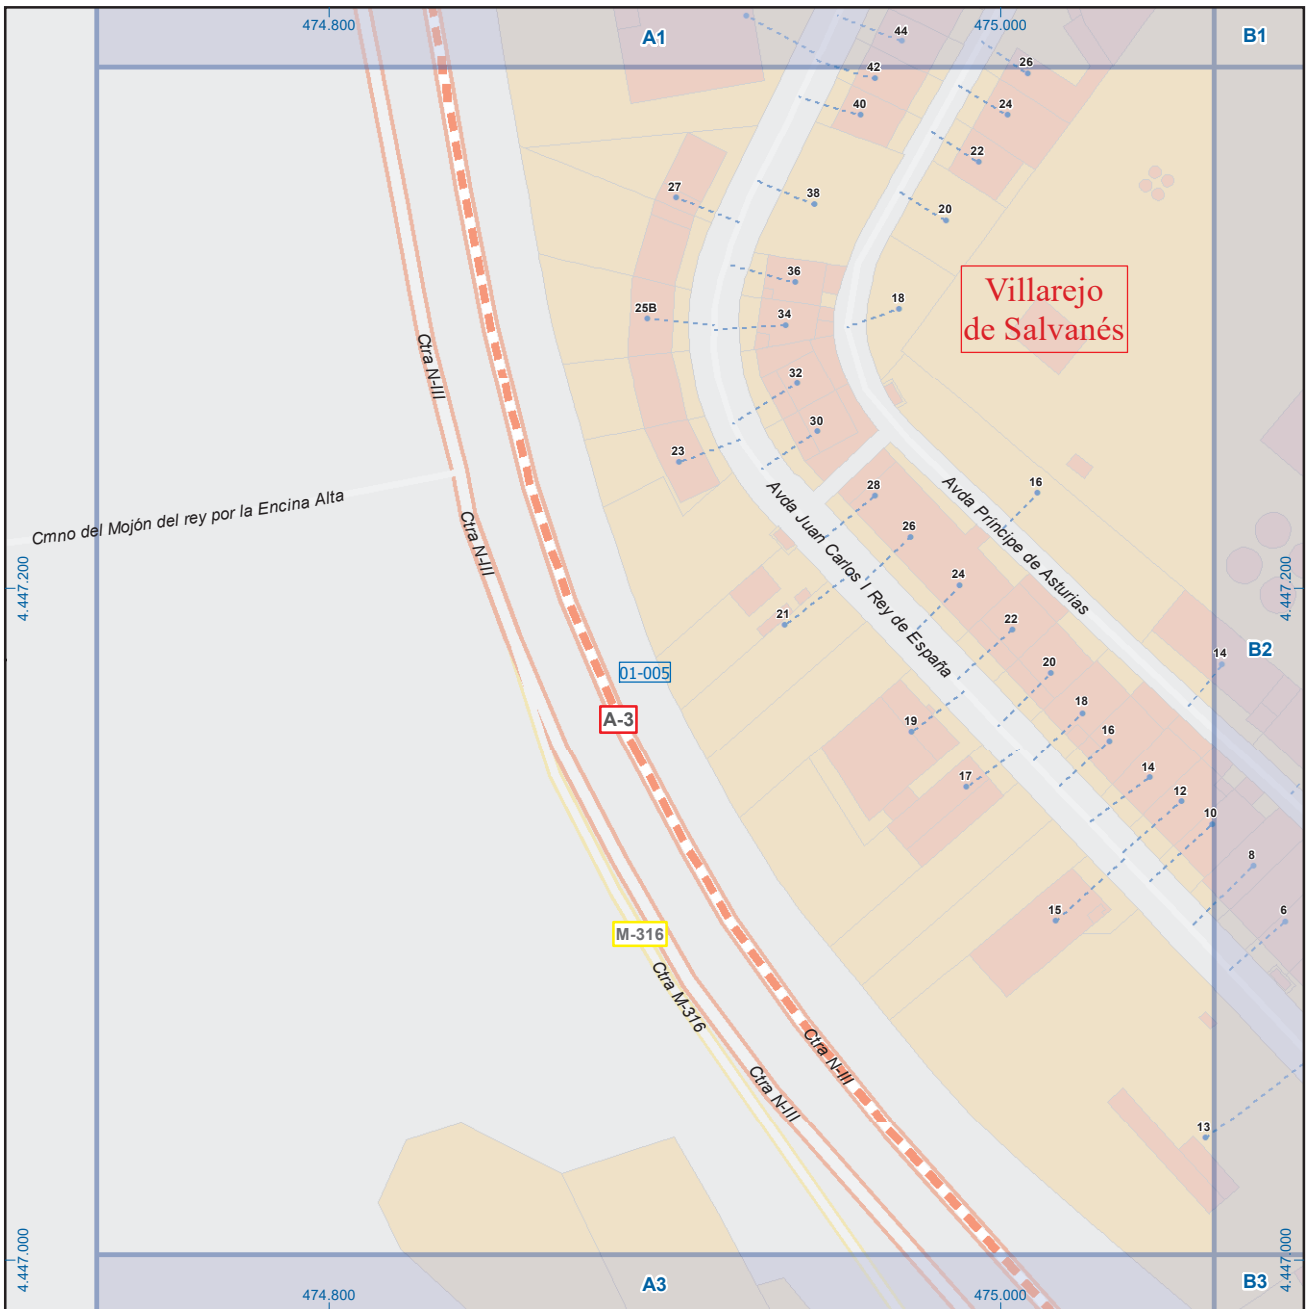 474.800
475.000
A1
B1
44
42
26
40
24
22
27
38
20
36
18
25B
34
Villarejo
de Salvanés
32
30
23
Ctra N-III
28
16
26
Avda Príncipe de Asturias
Cmno del Mojón del rey por la Encina Alta
Ctra N-III
Avda Juan Carlos I Rey de España
4.447.200
4.447.200
24
21
22
20
14
B2
01-005
A-3
19
18
16
17
14
12
10
8
6
15
M-316
Ctra M-316
Ctra N-III
Ctra N-III
13
4.447.000
4.447.000
A3
B3
474.800
475.000